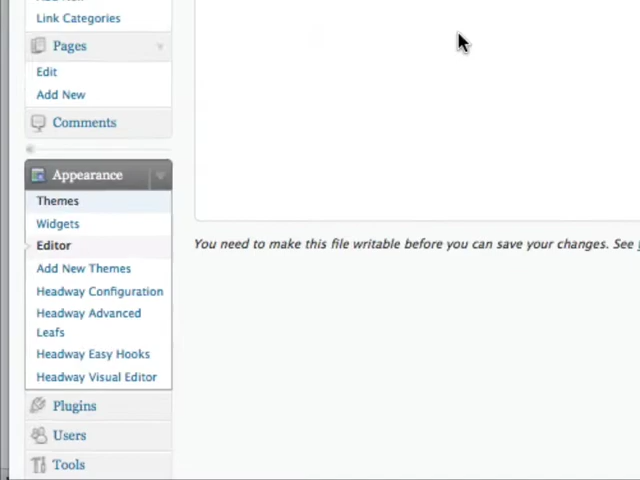 Link Categories
Pages
Edit
Add New
Comments
Appearance
Themes
Widgets
Editor
You need to make this file writable before you can save your changes. See
Add New Themes
Headway Configuration
Headway Advanced
Leafs
Headway Easy Hooks
Headway Visual Editor
Plugins
Users
Tools